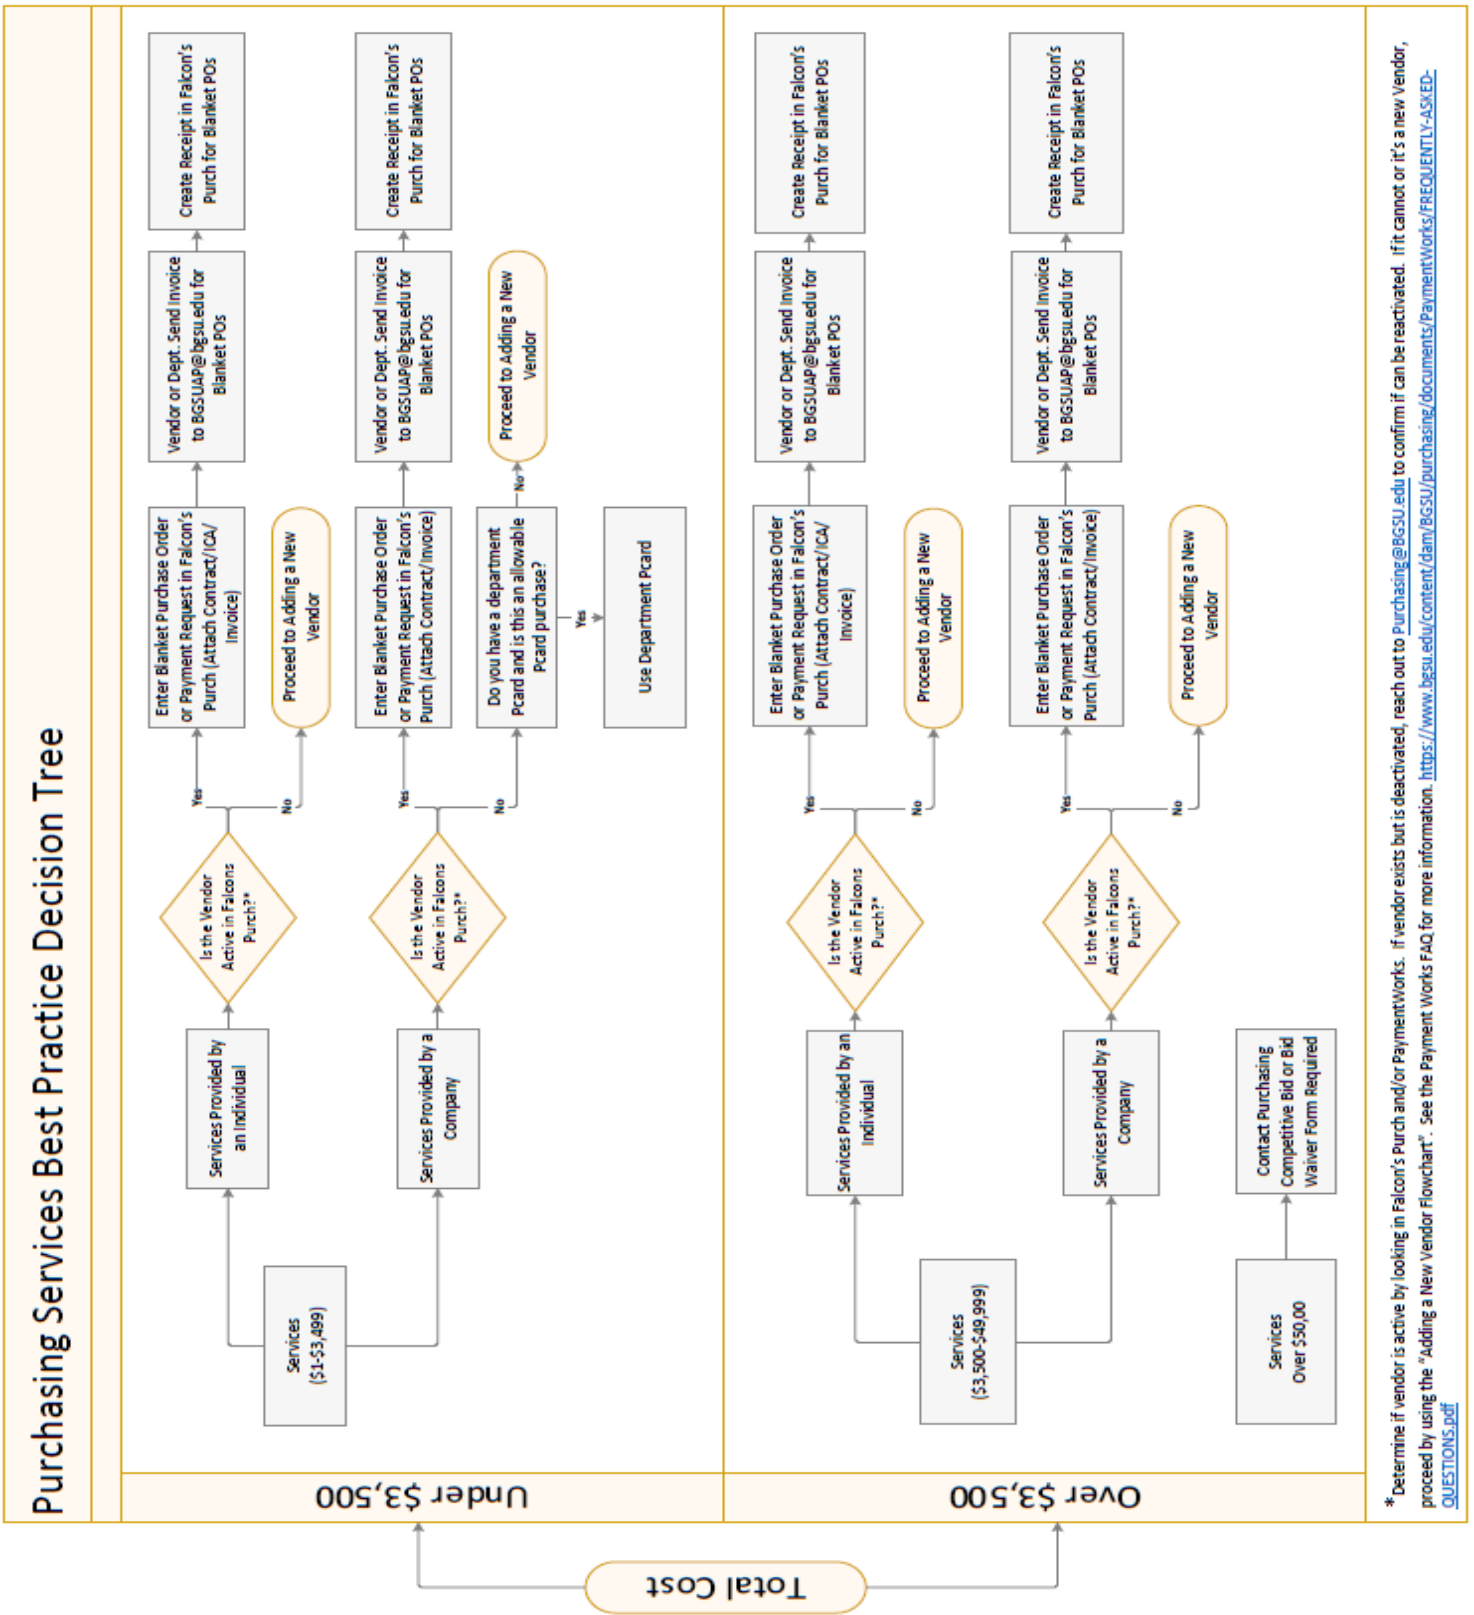 Purchasing Services Best Practice Decision Tree
Total Cost
Under $3,500
Services
($1-$3,499)
Services Provided by
an Individual
Is the Vendor
Active in Falcons
Purch?*
Yes
Enter Blanket Purchase Order
or Payment Request in Falcon's
Purch (Attach Contract/ICA/
Invoice)
Vendor or Dept. Send Invoice
to BGSUAP@bgsu.edu for
Blanket POs
Create Receipt in Falcon's
Purch for Blanket POs
No
Proceed to Adding a New
Vendor
Services Provided by a
Company
Is the Vendor
Active in Falcons
Purch?*
Yes
Enter Blanket Purchase Order
or Payment Request in Falcon's
Purch (Attach Contract/Invoice)
Vendor or Dept. Send Invoice
to BGSUAP@bgsu.edu for
Blanket POs
Create Receipt in Falcon's
Purch for Blanket POs
No
Do you have a department
Pcard and is this an allowable
Pcard purchase?
No
Proceed to Adding a New
Vendor
Yes
Use Department Pcard
Over $3,500
Services
($3,500-$49,999)
Services Provided by an
Individual
Is the Vendor
Active in Falcons
Purch?*
Yes
Enter Blanket Purchase Order
or Payment Request in Falcon's
Purch (Attach Contract/ICA/
Invoice)
Vendor or Dept. Send Invoice
to BGSUAP@bgsu.edu for
Blanket POs
Create Receipt in Falcon's
Purch for Blanket POs
No
Proceed to Adding a New
Vendor
Services Provided by a
Company
Is the Vendor
Active in Falcons
Purch?*
Yes
Enter Blanket Purchase Order
or Payment Request in Falcon's
Purch (Attach Contract/Invoice)
Vendor or Dept. Send Invoice
to BGSUAP@bgsu.edu for
Blanket POs
Create Receipt in Falcon's
Purch for Blanket POs
No
Proceed to Adding a New
Vendor
Services
Over $50,00
Contact Purchasing
Competitive Bid or Bid
Waiver Form Required
* Determine if vendor is active by looking in Falcon's Purch and/or PaymentWorks. If vendor exists but is deactivated, reach out to Purchasing@BGSU.edu to confirm if can be reactivated. If it cannot or it's a new Vendor,
proceed by using the "Adding a New Vendor Flowchart". See the Payment Works FAQ for more information. https://www.bgsu.edu/content/dam/BGSU/purchasing/documents/PaymentWorks/FREQUENTLY-ASKED-
QUESTIONS.pdf